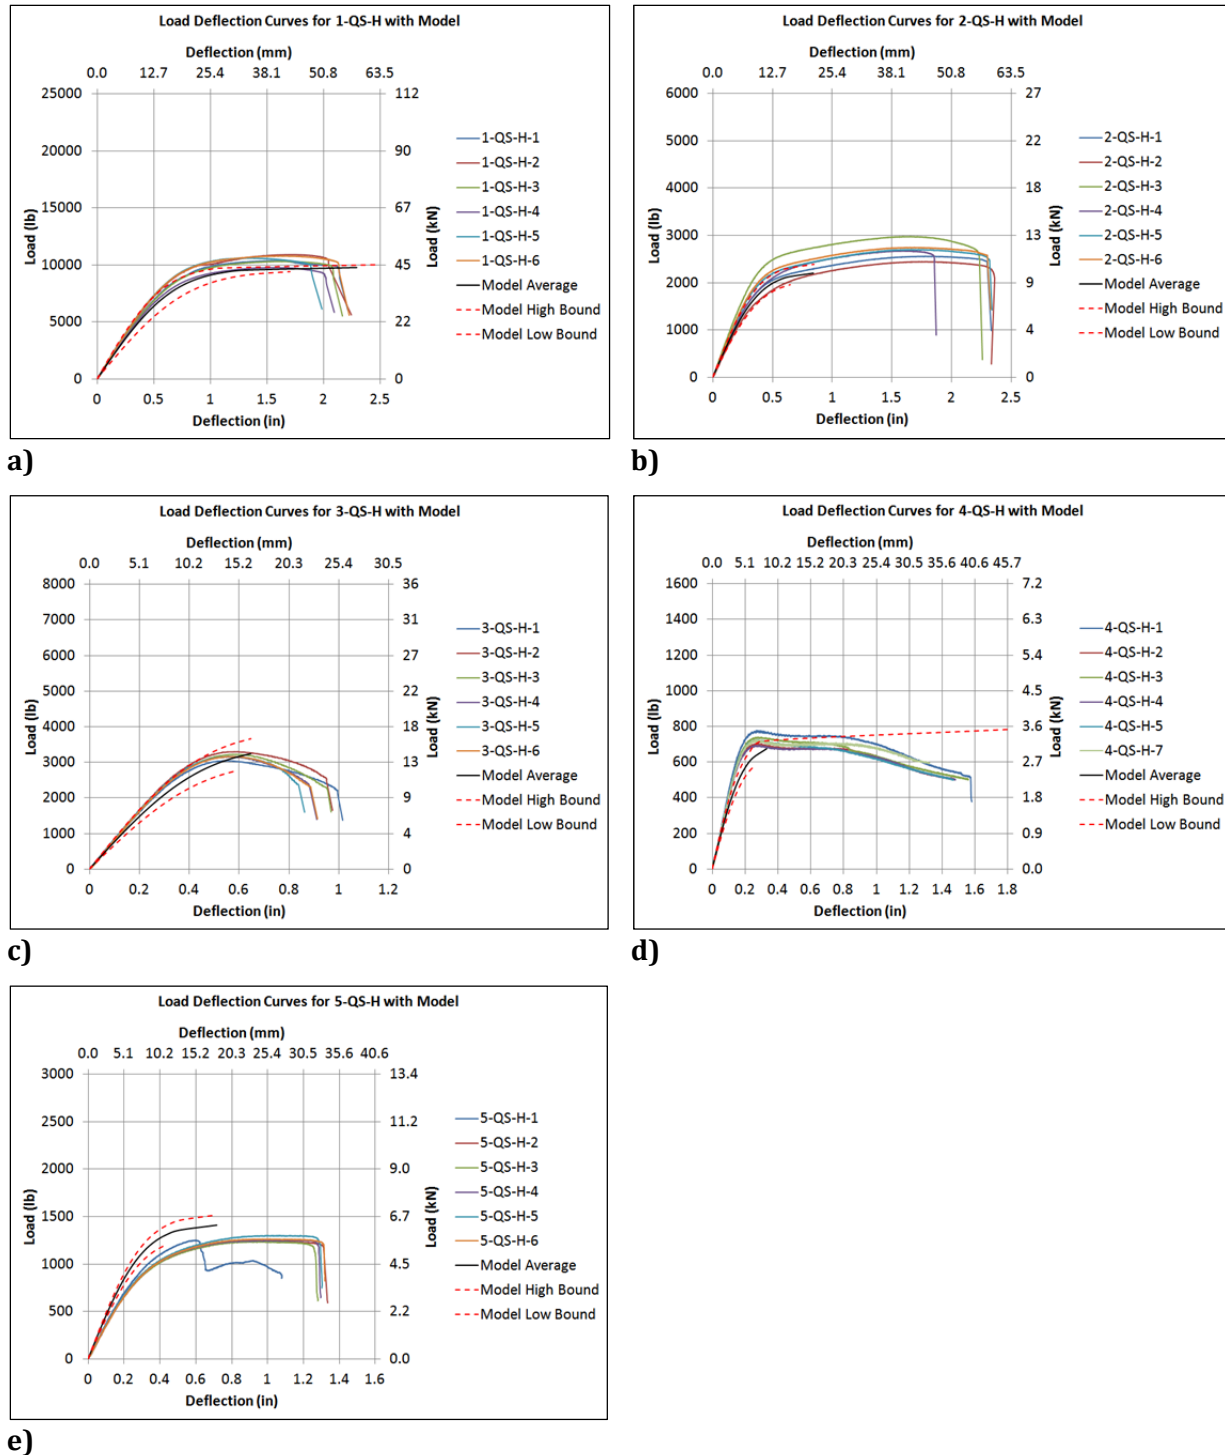 Load Deflection Curves for 1-QS-H with Model
Deflection (mm)
0.0 12.7 25.4 38.1 50.8 63.5
25000 112
20000 90
15000 67
10000 45
5000 22
0 0
Load (lb)
Load (kN)
0 0.5 1 1.5 2 2.5
Deflection (in)
1-QS-H-1
1-QS-H-2
1-QS-H-3
1-QS-H-4
1-QS-H-5
1-QS-H-6
Model Average
Model High Bound
Model Low Bound
a)
Load Deflection Curves for 2-QS-H with Model
Deflection (mm)
0.0 12.7 25.4 38.1 50.8 63.5
6000 27
5000 22
4000 18
3000 13
2000 9
1000 4
0 0
Load (lb)
Load (kN)
0 0.5 1 1.5 2 2.5
Deflection (in)
2-QS-H-1
2-QS-H-2
2-QS-H-3
2-QS-H-4
2-QS-H-5
2-QS-H-6
Model Average
Model High Bound
Model Low Bound
b)
Load Deflection Curves for 3-QS-H with Model
Deflection (mm)
0.0 5.1 10.2 15.2 20.3 25.4 30.5
8000 36
7000 31
6000 27
5000 22
4000 18
3000 13
2000 9
1000 4
0 0
Load (lb)
Load (kN)
0 0.2 0.4 0.6 0.8 1 1.2
Deflection (in)
3-QS-H-1
3-QS-H-2
3-QS-H-3
3-QS-H-4
3-QS-H-5
3-QS-H-6
Model Average
Model High Bound
Model Low Bound
c)
Load Deflection Curves for 4-QS-H with Model
Deflection (mm)
0.0 5.1 10.2 15.2 20.3 25.4 30.5 35.6 40.6 45.7
1600 7.2
1400 6.3
1200 5.4
1000 4.5
800 3.6
600 2.7
400 1.8
200 0.9
0 0.0
Load (lb)
Load (kN)
0 0.2 0.4 0.6 0.8 1 1.2 1.4 1.6 1.8
Deflection (in)
4-QS-H-1
4-QS-H-2
4-QS-H-3
4-QS-H-4
4-QS-H-5
4-QS-H-7
Model Average
Model High Bound
Model Low Bound
d)
Load Deflection Curves for 5-QS-H with Model
Deflection (mm)
0.0 5.1 10.2 15.2 20.3 25.4 30.5 35.6 40.6
3000 13.4
2500 11.2
2000 9.0
1500 6.7
1000 4.5
500 2.2
0 0.0
Load (lb)
Load (kN)
0 0.2 0.4 0.6 0.8 1 1.2 1.4 1.6
Deflection (in)
5-QS-H-1
5-QS-H-2
5-QS-H-3
5-QS-H-4
5-QS-H-5
5-QS-H-6
Model Average
Model High Bound
Model Low Bound
e)